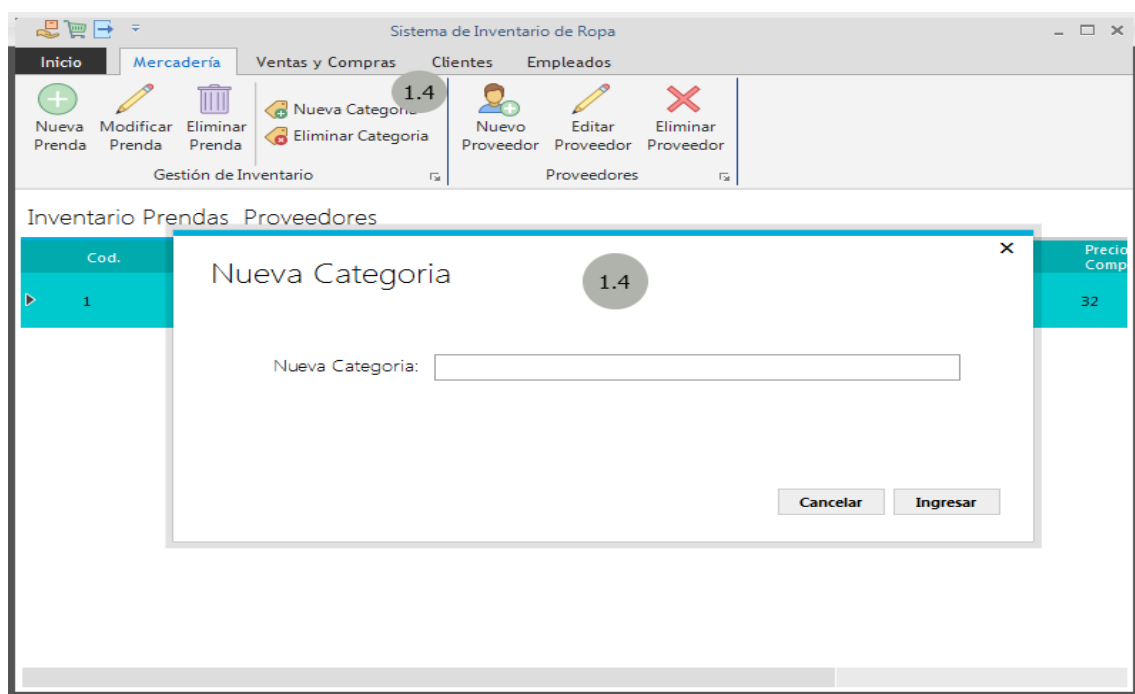 Sistema de Inventario de Ropa
Inicio Mercadería Ventas y Compras Clientes Empleados
1.4
Nueva Prenda
Modificar Prenda
Eliminar Prenda
Nueva
Eliminar Categoria
Nuevo Proveedor
Editar Proveedor
Eliminar Proveedor
Gestión de Inventario
Proveedores
Inventario Prendas Proveedores
Cod.
Precio
1
32
Nueva Categoria
1.4
Nueva Categoria:
Cancelar Ingresar